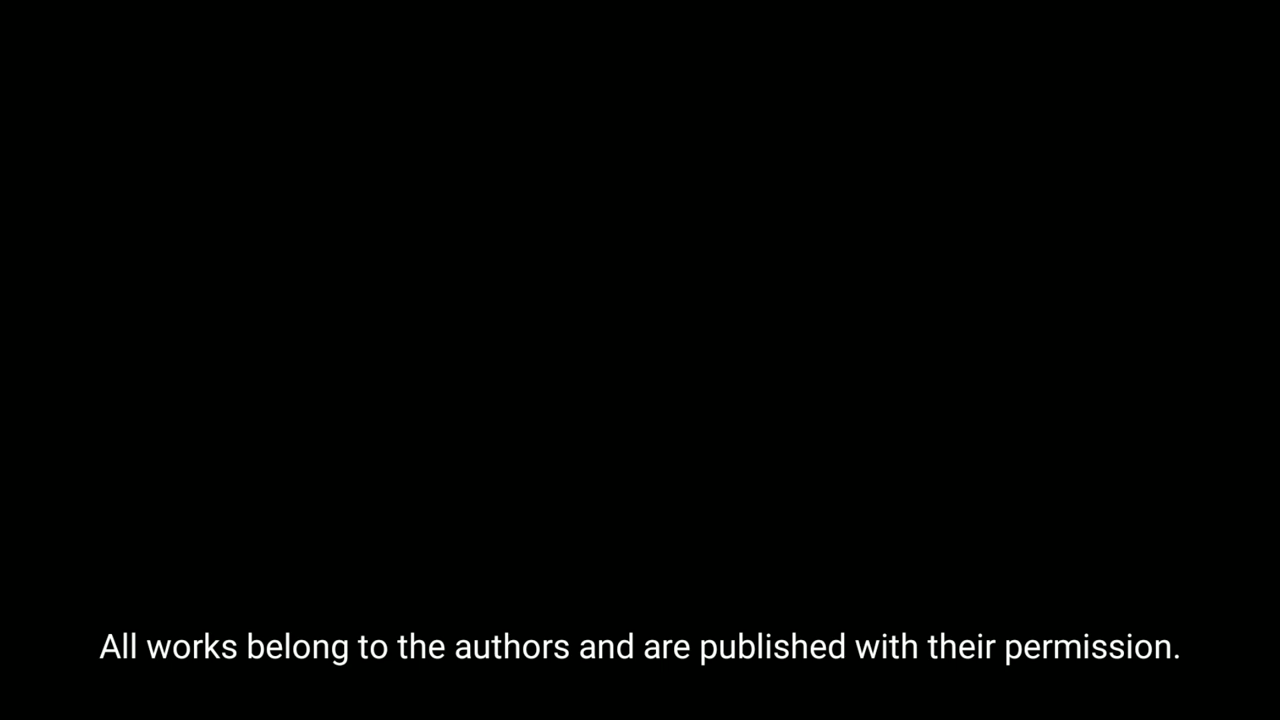 All works belong to the authors and are published with their permission.